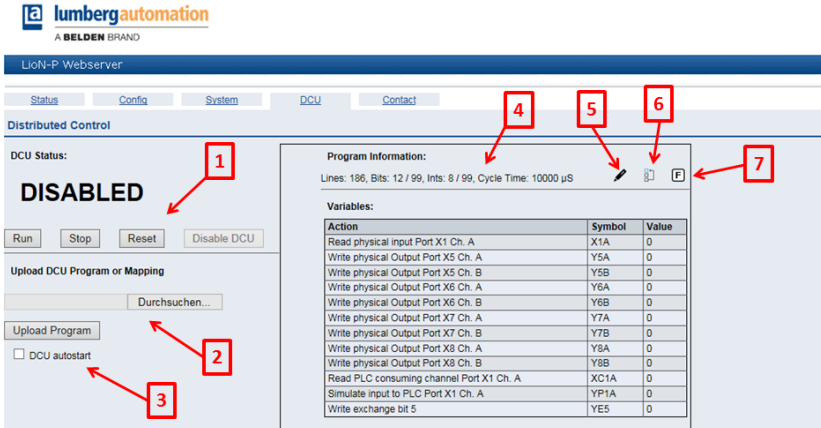 lumbergautomation
A BELDEN BRAND
LioN-P Webserver
Status Config System DCU Contact
Distributed Control
DCU Status:
DISABLED
Run Stop Reset Disable DCU
Upload DCU Program or Mapping
Durchsuchen...
Upload Program
DCU autostart
1
2
3
4
5
6
7
Program Information:
Lines: 186, Bits: 12 / 99, Ints: 8 / 99, Cycle Time: 10000 µS
F
Variables:
Action Symbol Value
Read physical input Port X1 Ch. A X1A 0
Write physical Output Port X5 Ch. A Y5A 0
Write physical Output Port X5 Ch. B Y5B 0
Write physical Output Port X6 Ch. A Y6A 0
Write physical Output Port X6 Ch. B Y6B 0
Write physical Output Port X7 Ch. A Y7A 0
Write physical Output Port X7 Ch. B Y7B 0
Write physical Output Port X8 Ch. A Y8A 0
Write physical Output Port X8 Ch. B Y8B 0
Read PLC consuming channel Port X1 Ch. A XC1A 0
Simulate input to PLC Port X1 Ch. A YP1A 0
Write exchange bit 5 YE5 0